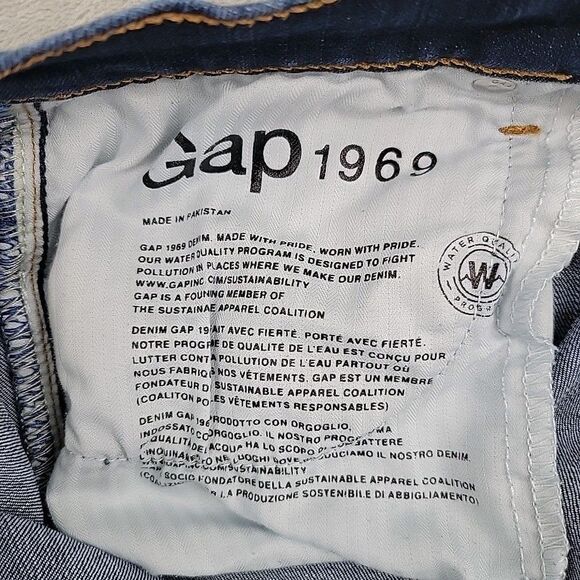 Gap 1969
MADE IN PAKISTAN
GAP 1969 DENIM. MADE WITH PRIDE. WORN WITH PRIDE.
OUR WATER QUALITY PROGRAM IS DESIGNED TO FIGHT
POLLUTION IN PLACES WHERE WE MAKE OUR DENIM.
WWW.GAPINC.COM/SUSTAINABILITY
GAP IS A FOUNDING MEMBER OF
THE SUSTAINABLE APPAREL COALITION
WATER QUALITY
W
PROGRAM
DENIM GAP FAIT AVEC FIERTÉ. PORTÉ AVEC FIERTÉ.
NOTRE PROGRAMME DE QUALITÉ DE L'EAU EST CONÇU POUR
LUTTER CONTRE LA POLLUTION DE L'EAU PARTOUT OÙ
NOUS FABRIQUONS NOS VÊTEMENTS. GAP EST UN MEMBRE
FONDATEUR DE SUSTAINABLE APPAREL COALITION
(COALITON POUR LES VÊTEMENTS RESPONSABLES)
DENIM GAP PRODOTTO CON ORGOGLIO,
INDOSSATO CON ORGOGLIO. IL NOSTRO PROGRAMMA
QUALITÀ DELL'ACQUA HA LO SCOPO DI COMBATTERE
L'INQUINAMENTO NEI LUOGHI DOVE PRODUCIAMO IL NOSTRO DENIM.
WWW.GAPINC.COM/SUSTAINABILITY
GAP SOCIO FONDATORE DELLA SUSTAINABLE APPAREL COALITION
(COALIZIONE PER LA PRODUZIONE SOSTENIBILE DI ABBIGLIAMENTO)